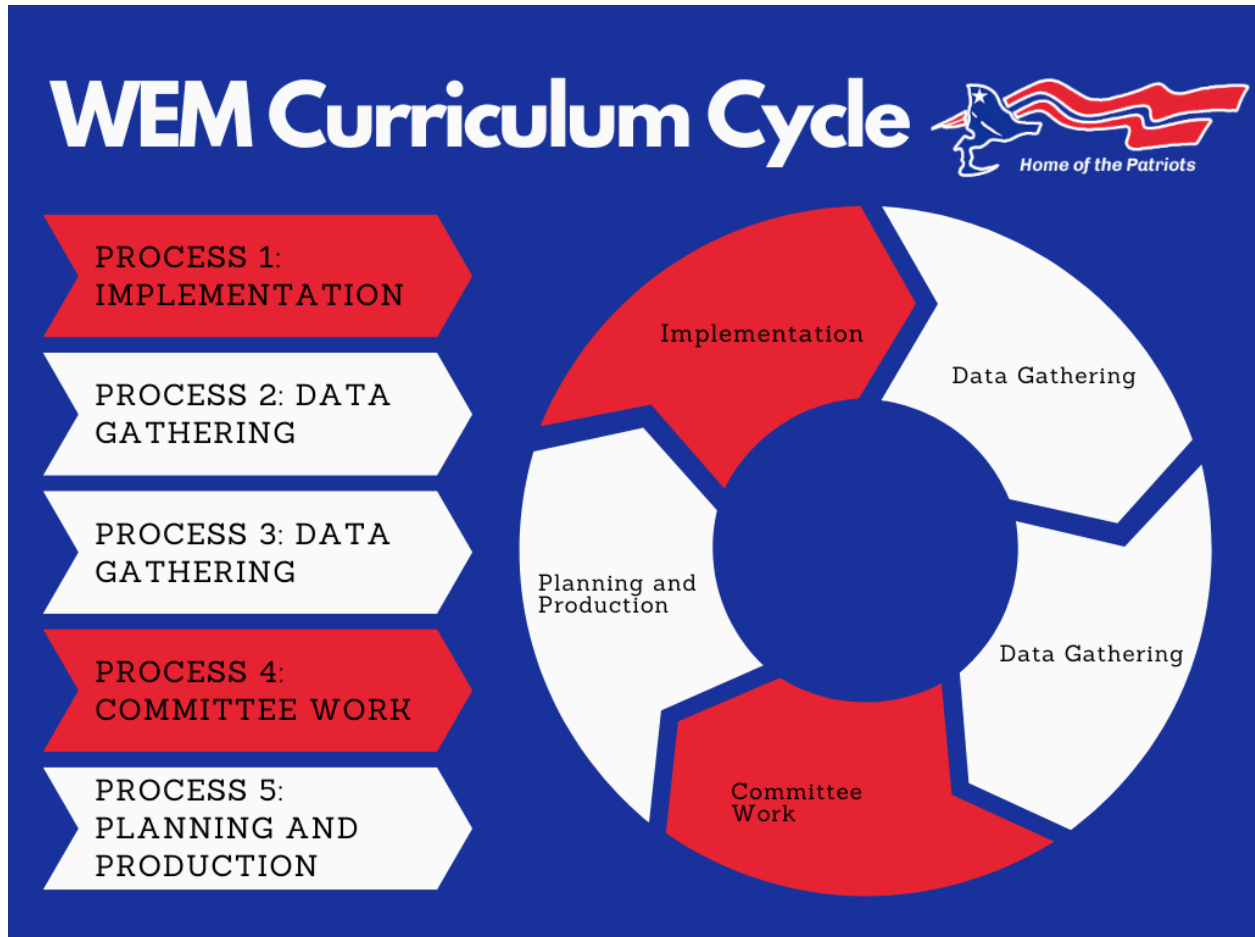 WEM Curriculum Cycle
Home of the Patriots
PROCESS 1:
IMPLEMENTATION
PROCESS 2: DATA
GATHERING
PROCESS 3: DATA
GATHERING
PROCESS 4:
COMMITTEE WORK
PROCESS 5:
PLANNING AND
PRODUCTION
Implementation
Data Gathering
Data Gathering
Committee
Work
Planning and
Production